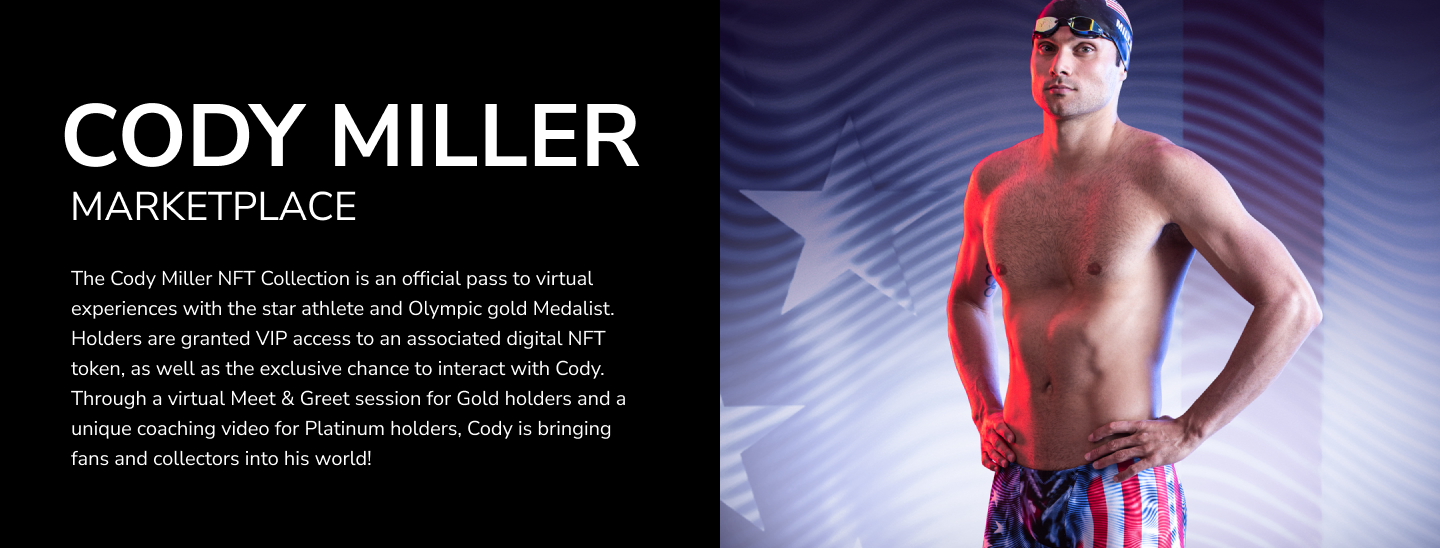 CODY MILLER
MARKETPLACE
The Cody Miller NFT Collection is an official pass to virtual
experiences with the star athlete and Olympic gold Medalist.
Holders are granted VIP access to an associated digital NFT
token, as well as the exclusive chance to interact with Cody.
Through a virtual Meet & Greet session for Gold holders and a
unique coaching video for Platinum holders, Cody is bringing
fans and collectors into his world!